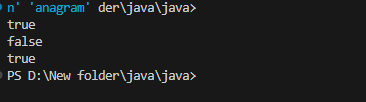 n' 'anagram' der\java\java>
true
false
true
PS D:\New folder\java\java>